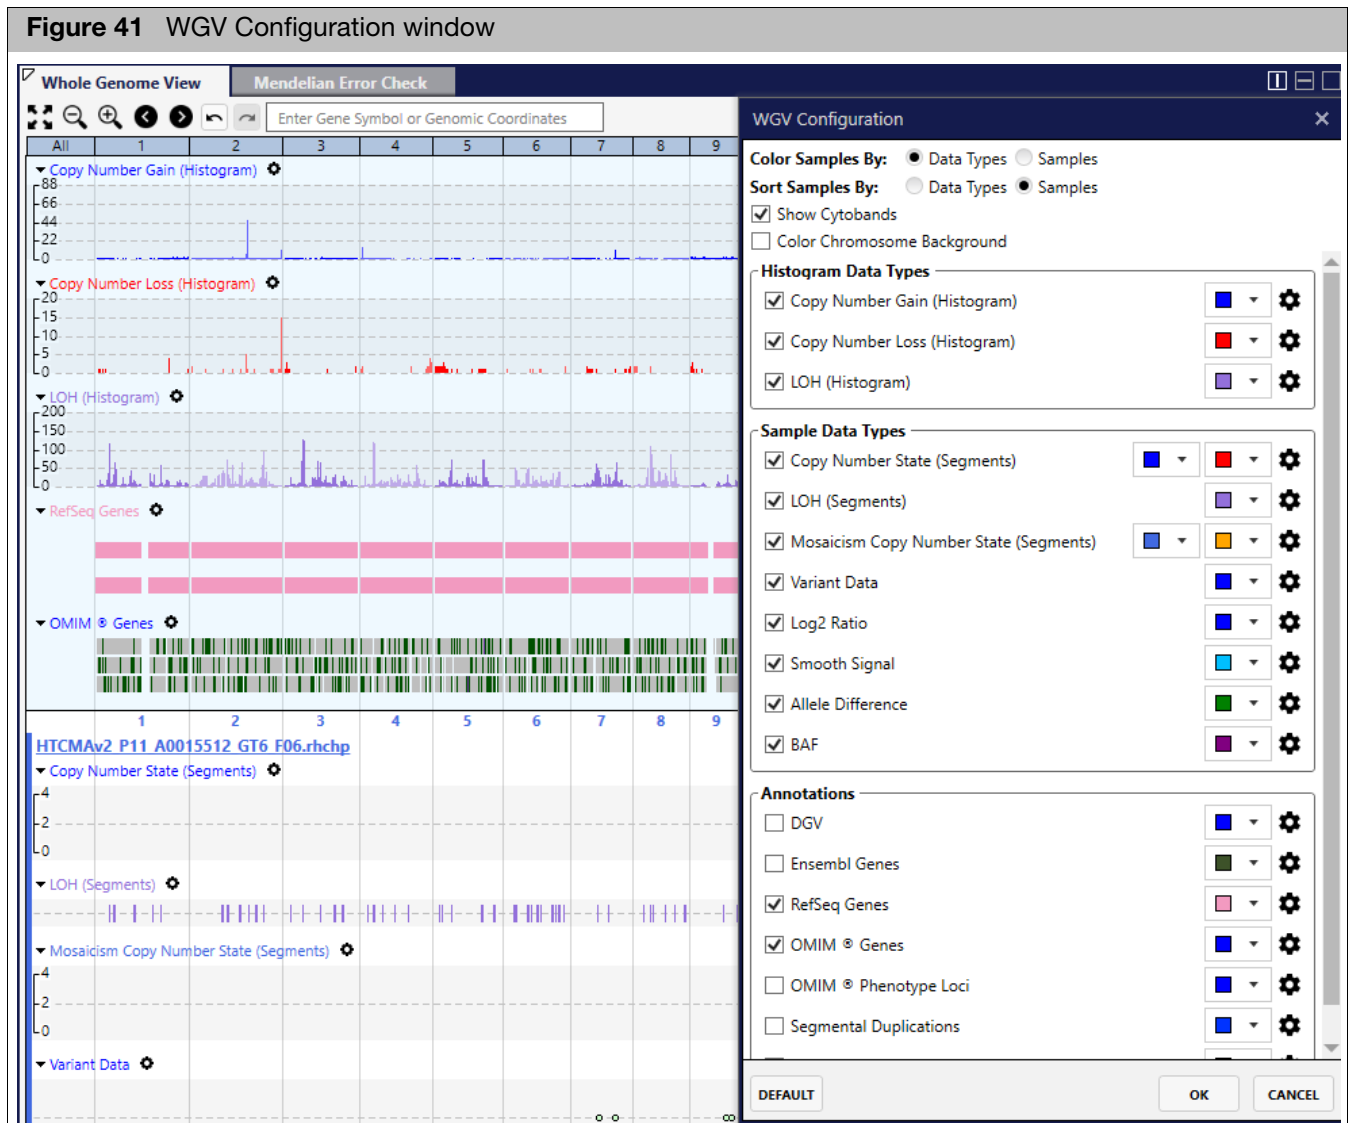 Figure 41 WGV Configuration window
Whole Genome View
Mendelian Error Check
Enter Gene Symbol or Genomic Coordinates
All 1 2 3 4 5 6 7 8 9
Copy Number Gain (Histogram)
88
66
44
22
0
Copy Number Loss (Histogram)
20
15
10
5
0
LOH (Histogram)
200
150
100
50
0
RefSeq Genes
OMIM ® Genes
1 2 3 4 5 6 7 8 9
HTCMAv2_P11_A0015512_GT6_F06.rhchp
Copy Number State (Segments)
4
2
0
LOH (Segments)
Mosaicism Copy Number State (Segments)
4
2
0
Variant Data
WGV Configuration
Color Samples By: Data Types Samples
Sort Samples By: Data Types Samples
Show Cytobands
Color Chromosome Background
Histogram Data Types
Copy Number Gain (Histogram)
Copy Number Loss (Histogram)
LOH (Histogram)
Sample Data Types
Copy Number State (Segments)
LOH (Segments)
Mosaicism Copy Number State (Segments)
Variant Data
Log2 Ratio
Smooth Signal
Allele Difference
BAF
Annotations
DGV
Ensembl Genes
RefSeq Genes
OMIM ® Genes
OMIM ® Phenotype Loci
Segmental Duplications
DEFAULT
OK
CANCEL